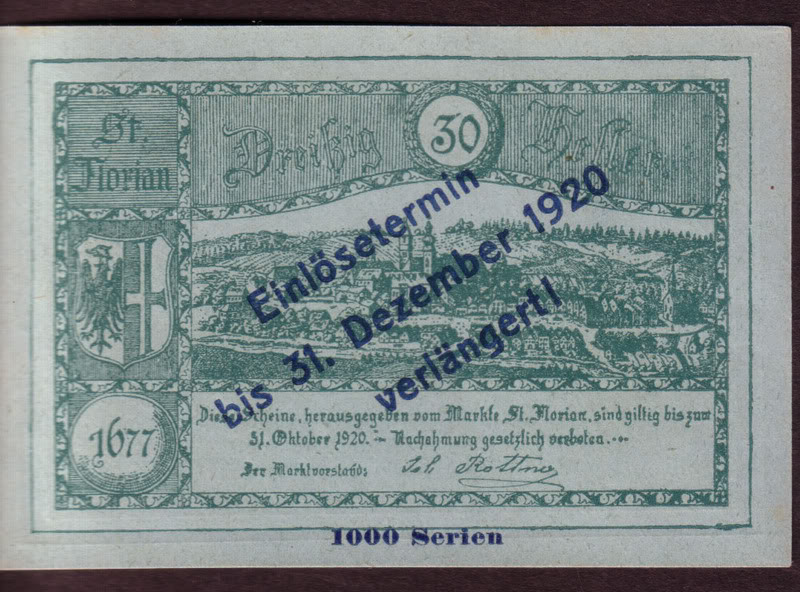 St.
Florian
Dreißig 30 Heller
Einlösetermin
bis 31. Dezember 1920
verlängert!
1677
Diese Scheine, herausgegeben vom Markte St. Florian, sind giltig bis zum
31. Oktober 1920. – Nachahmung gesetzlich verboten.
Der Marktvorstand:
1000 Serien